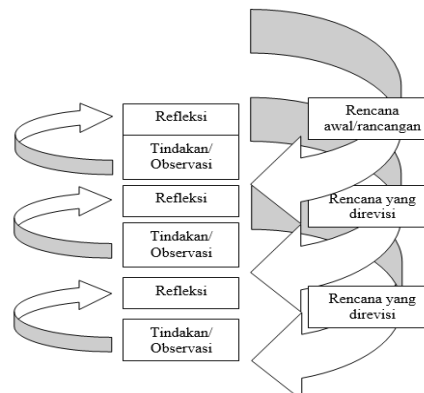 Refleksi
Rencana
awal/rancangan
Tindakan/
Observasi
Refleksi
Rencana yang
direvisi
Tindakan/
Observasi
Refleksi
Rencana yang
direvisi
Tindakan/
Observasi